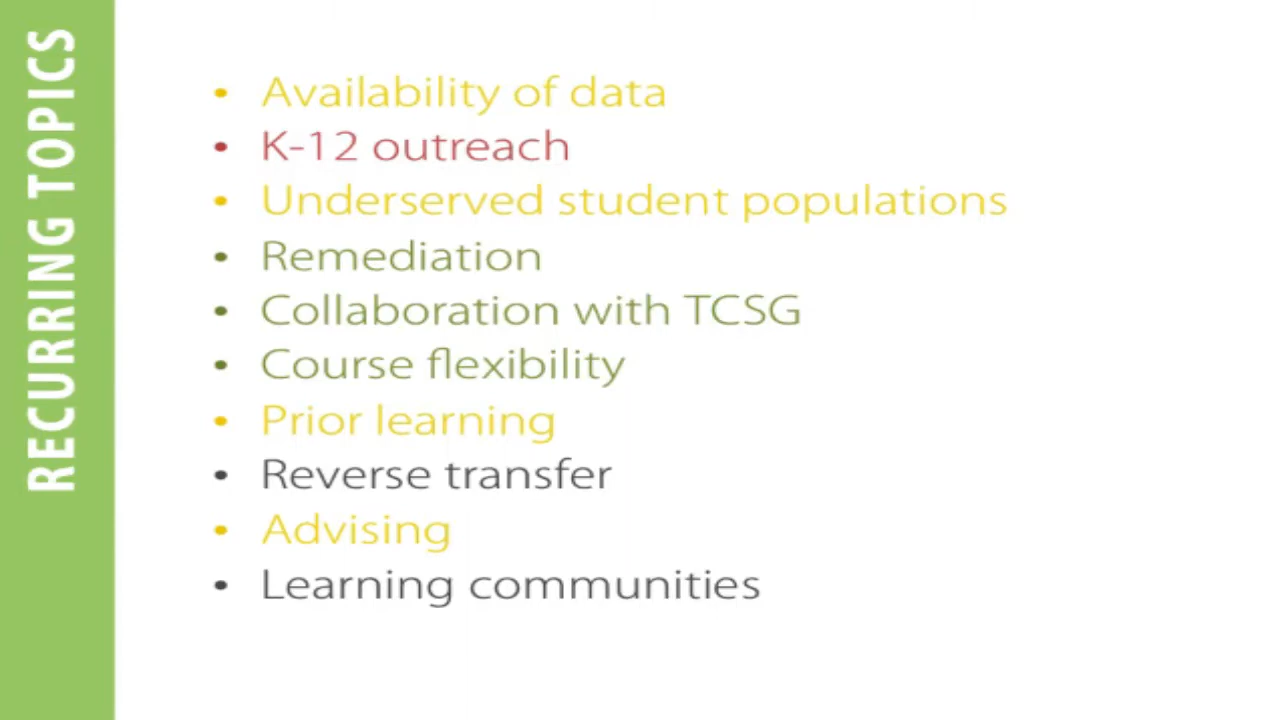 RECURRING TOPICS
• Availability of data
• K-12 outreach
• Underserved student populations
• Remediation
• Collaboration with TCSG
• Course flexibility
• Prior learning
• Reverse transfer
• Advising
• Learning communities